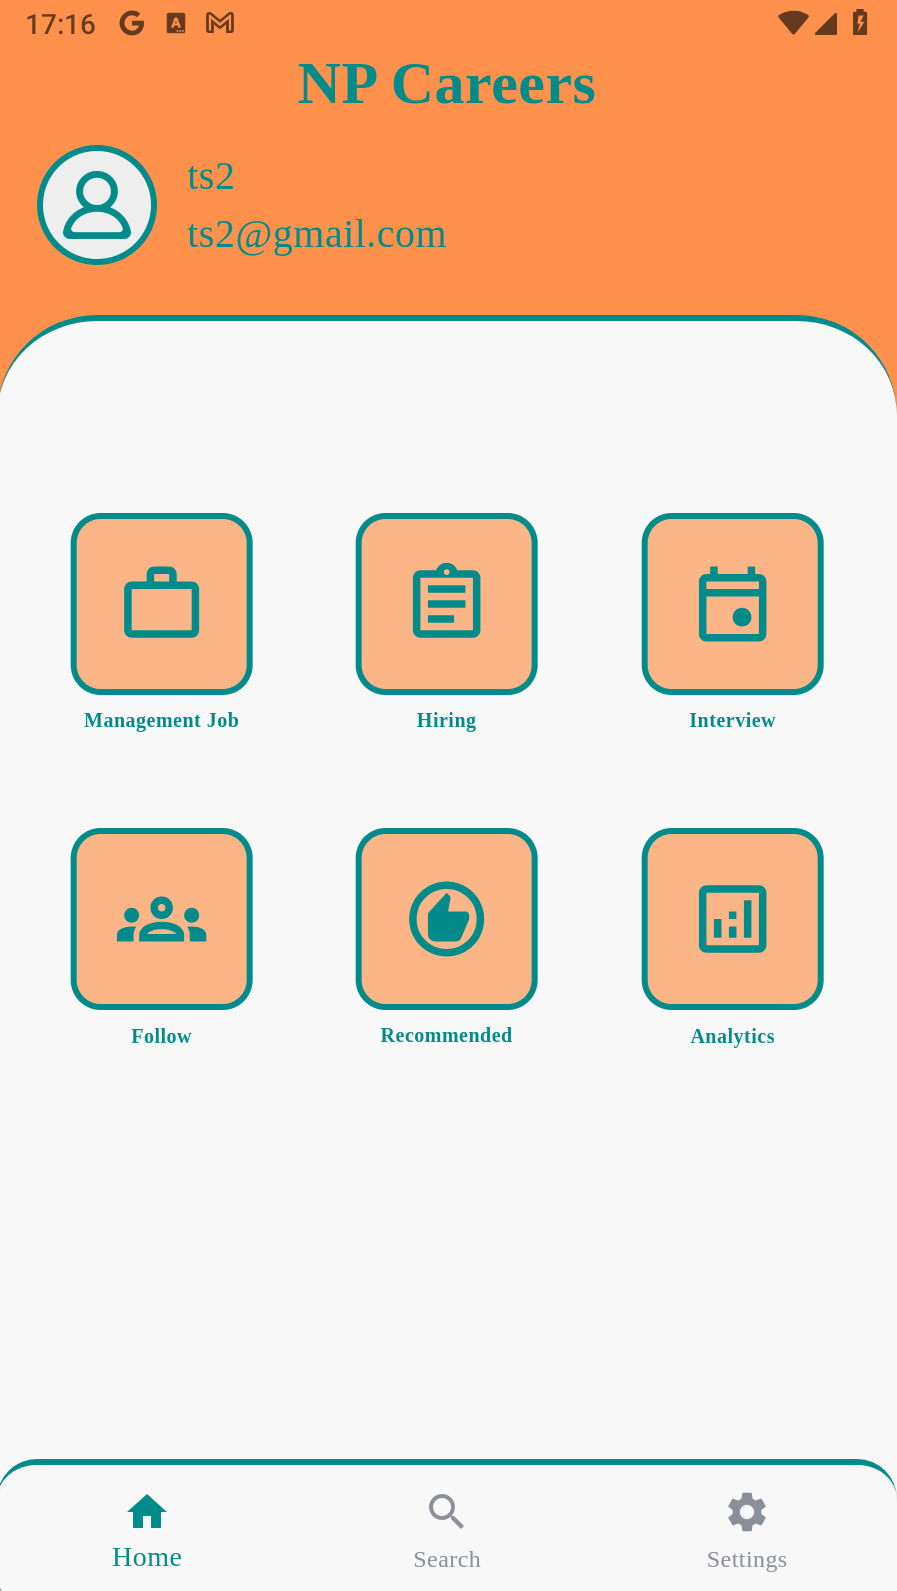 17:16
NP Careers
ts2
ts2@gmail.com
Management Job
Hiring
Interview
Follow
Recommended
Analytics
Home
Search
Settings